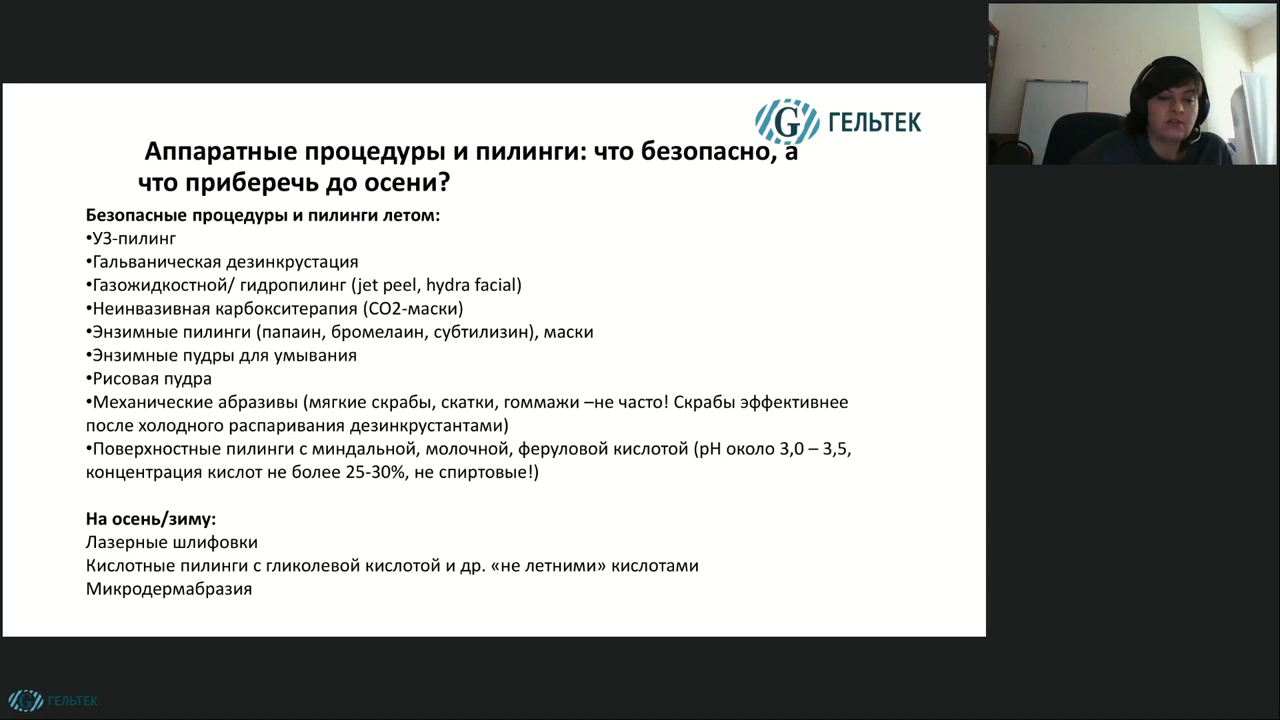 ГЕЛЬТЕК
Аппаратные процедуры и пилинги: что безопасно, а
что приберечь до осени?
Безопасные процедуры и пилинги летом:
•УЗ-пилинг
•Гальваническая дезинкрустация
•Газожидкостной/ гидропилинг (jet peel, hydra facial)
•Неинвазивная карбокситерапия (СО2-маски)
•Энзимные пилинги (папаин, бромелаин, субтилизин), маски
•Энзимные пудры для умывания
•Рисовая пудра
•Механические абразивы (мягкие скрабы, скатки, гоммажи –не часто! Скрабы эффективнее
после холодного распаривания дезинкрустантами)
•Поверхностные пилинги с миндальной, молочной, феруловой кислотой (pH около 3,0 – 3,5,
концентрация кислот не более 25-30%, не спиртовые!)
На осень/зиму:
Лазерные шлифовки
Кислотные пилинги с гликолевой кислотой и др. «не летними» кислотами
Микродермабразия
ГЕЛЬТЕК